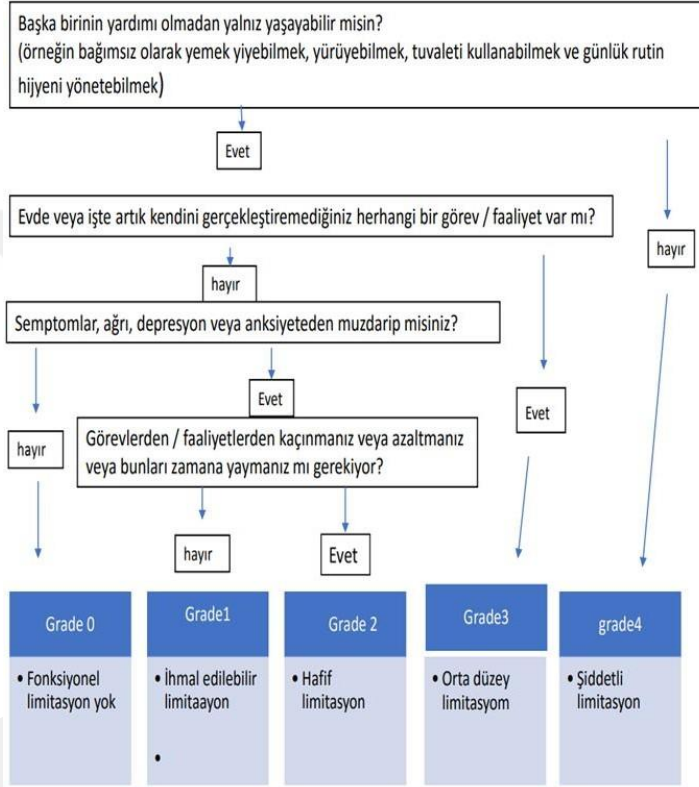 Başka birinin yardımı olmadan yalnız yaşayabilir misin?
(örneğin bağımsız olarak yemek yiyebilmek, yürüyebilmek, tuvaleti kullanabilmek ve günlük rutin
hijyeni yönetebilmek)
Evet
hayır
Evde veya işte artık kendini gerçekleştiremediğiniz herhangi bir görev / faaliyet var mı?
hayır
Evet
Semptomlar, ağrı, depresyon veya anksiyeteden muzdarip misiniz?
hayır
Evet
Görevlerden / faaliyetlerden kaçınmanız veya azaltmanız
veya bunları zamana yaymanız mı gerekiyor?
hayır
Evet
Grade 0
• Fonksiyonel
limitasyon yok
Grade1
• İhmal edilebilir
limitaayon
•
Grade 2
• Hafif
limitasyon
Grade3
• Orta düzey
limitasyom
grade4
• Şiddetli
limitasyon